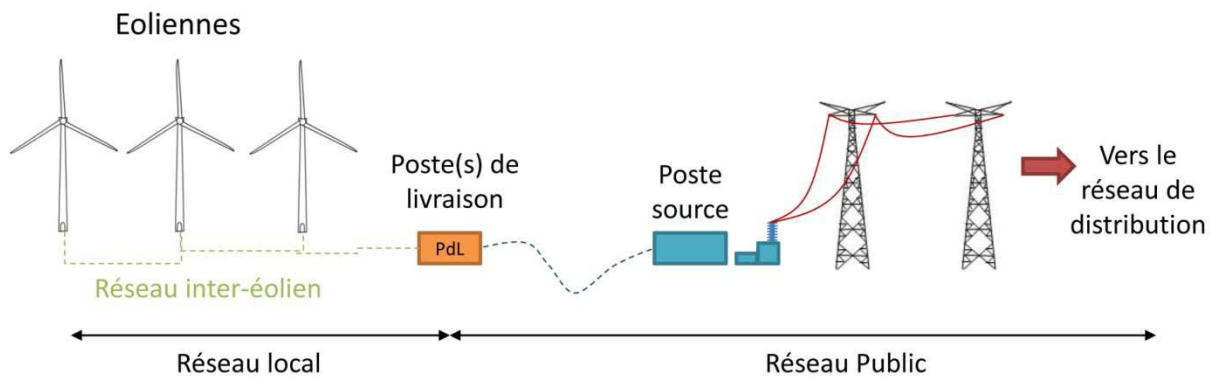 Eoliennes
Poste(s) de
livraison
PdL
Poste
source
Vers le
réseau de
distribution
Réseau inter-éolien
Réseau local
Réseau Public